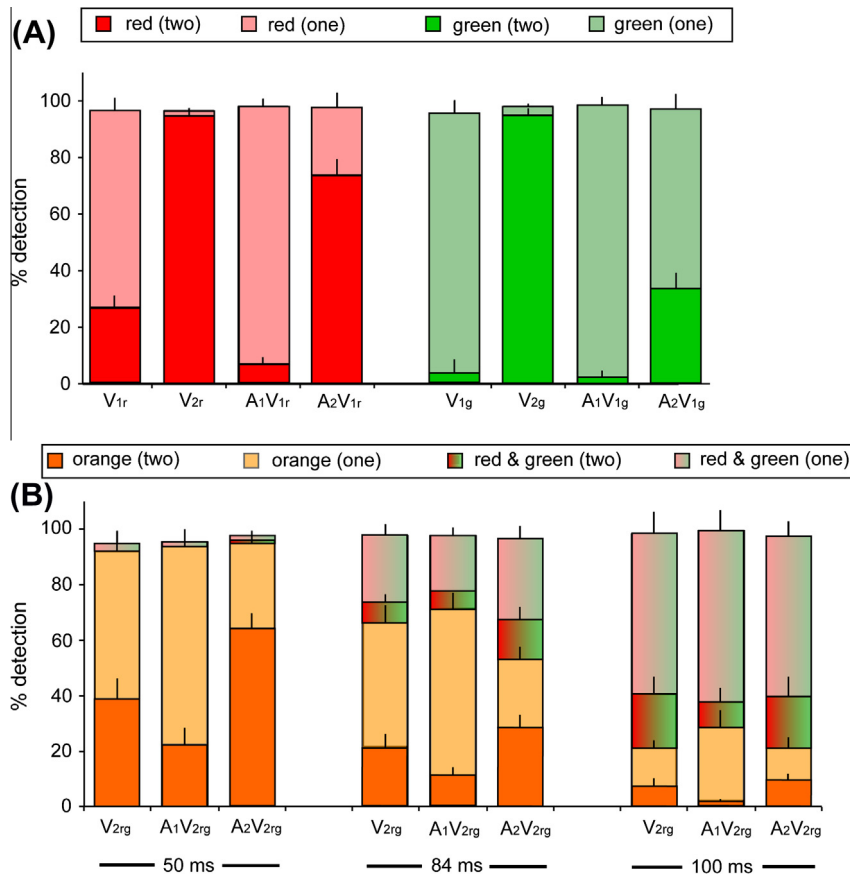 (A)
red (two) red (one) green (two) green (one)
% detection
100
80
60
40
20
0
V1r V2r A1V1r A2V1r V1g V2g A1V1g A2V1g
orange (two) orange (one) red & green (two) red & green (one)
(B)
% detection
100
80
60
40
20
0
V2rg A1V2rg A2V2rg V2rg A1V2rg A2V2rg V2rg A1V2rg A2V2rg
50 ms 84 ms 100 ms